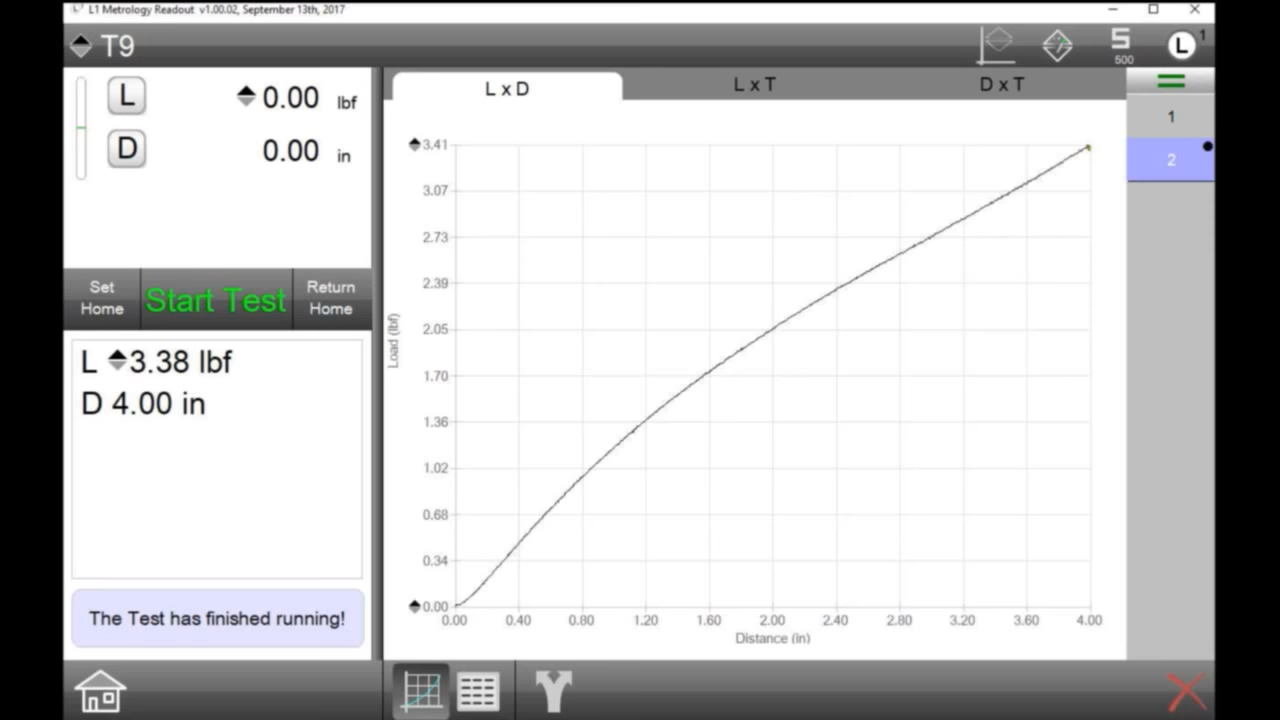 L1 Metrology Readout v1.00.02, September 13th, 2017
T9
S
500
L
1
L
0.00 lbf
D
0.00 in
Set Home
Start Test
Return Home
L 3.38 lbf
D 4.00 in
The Test has finished running!
L x D
L x T
D x T
3.41
3.07
2.73
2.39
2.05
1.70
1.36
1.02
0.68
0.34
0.00
Load (lbf)
0.00 0.40 0.80 1.20 1.60 2.00 2.40 2.80 3.20 3.60 4.00
Distance (in)
1
2